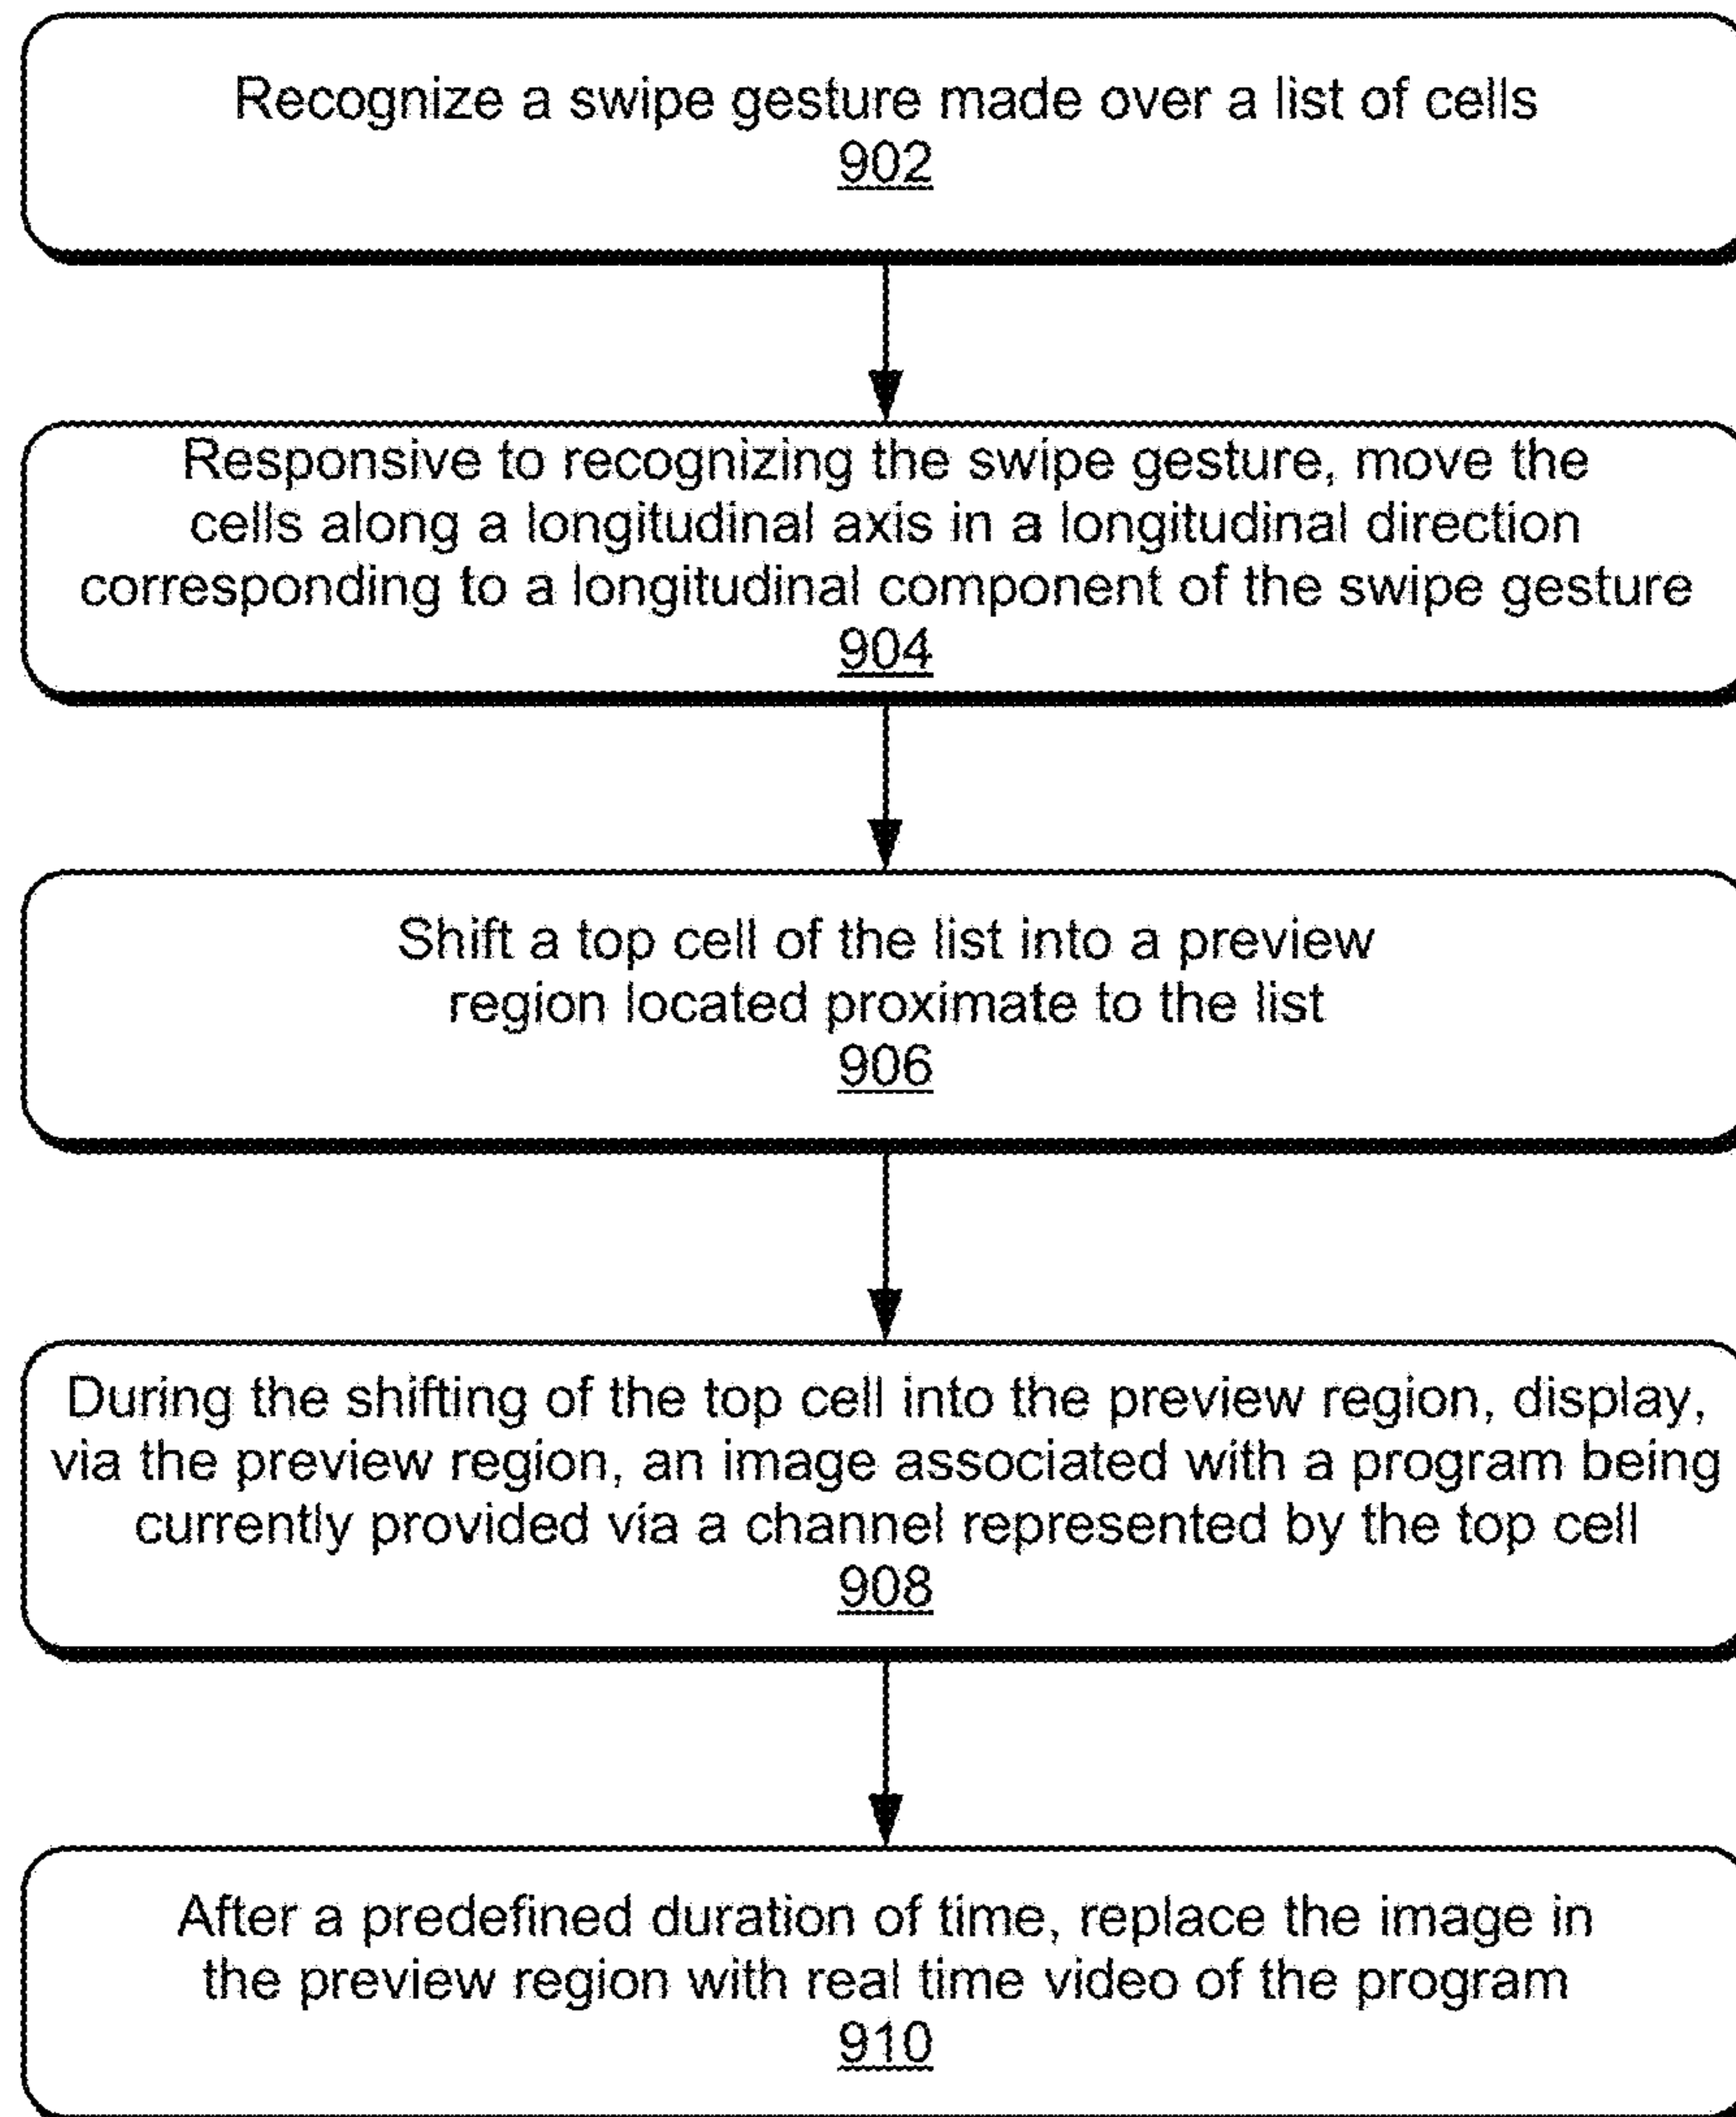 Recognize a swipe gesture made over a list of cells
902
Responsive to recognizing the swipe gesture, move the
cells along a longitudinal axis in a longitudinal direction
corresponding to a longitudinal component of the swipe gesture
904
Shift a top cell of the list into a preview
region located proximate to the list
906
During the shifting of the top cell into the preview region, display,
via the preview region, an image associated with a program being
currently provided via a channel represented by the top cell
908
After a predefined duration of time, replace the image in
the preview region with real time video of the program
910